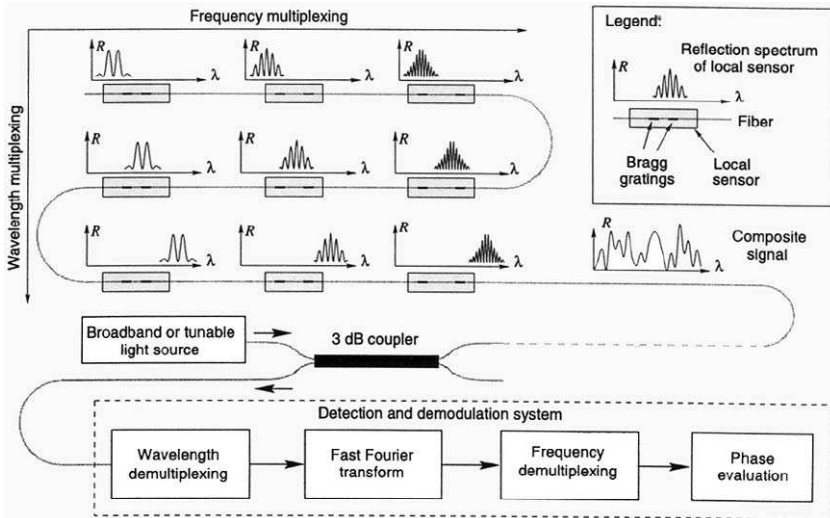 Frequency multiplexing
Wavelength multiplexing
R
λ
R
λ
R
λ
Legend:
Reflection spectrum
of local sensor
R
λ
Fiber
Bragg
gratings
Local
sensor
R
λ
R
λ
R
λ
R
λ
R
λ
R
λ
R
λ
Composite
signal
Broadband or tunable
light source
3 dB coupler
Detection and demodulation system
Wavelength
demultiplexing
Fast Fourier
transform
Frequency
demultiplexing
Phase
evaluation